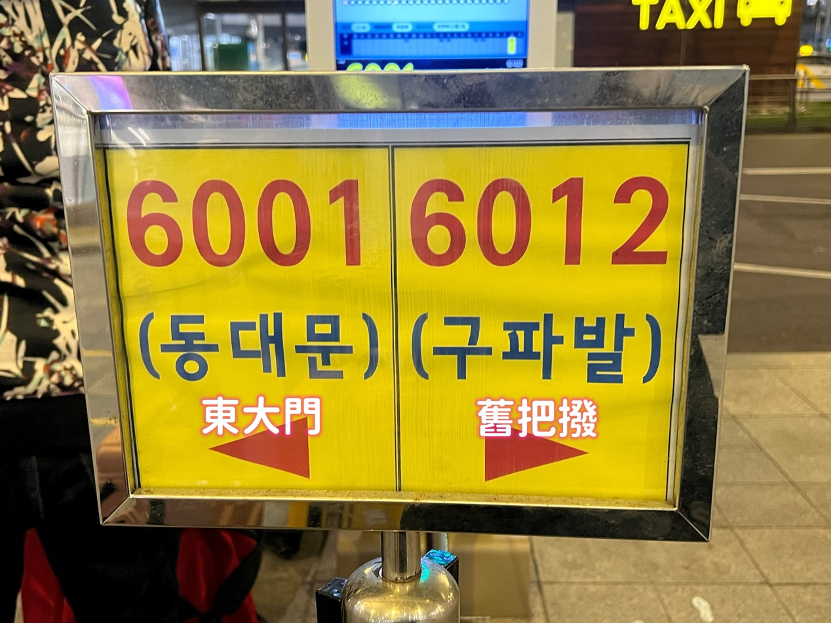 TAXI
6001
(동대문)
東大門
6012
(구파발)
舊把撥